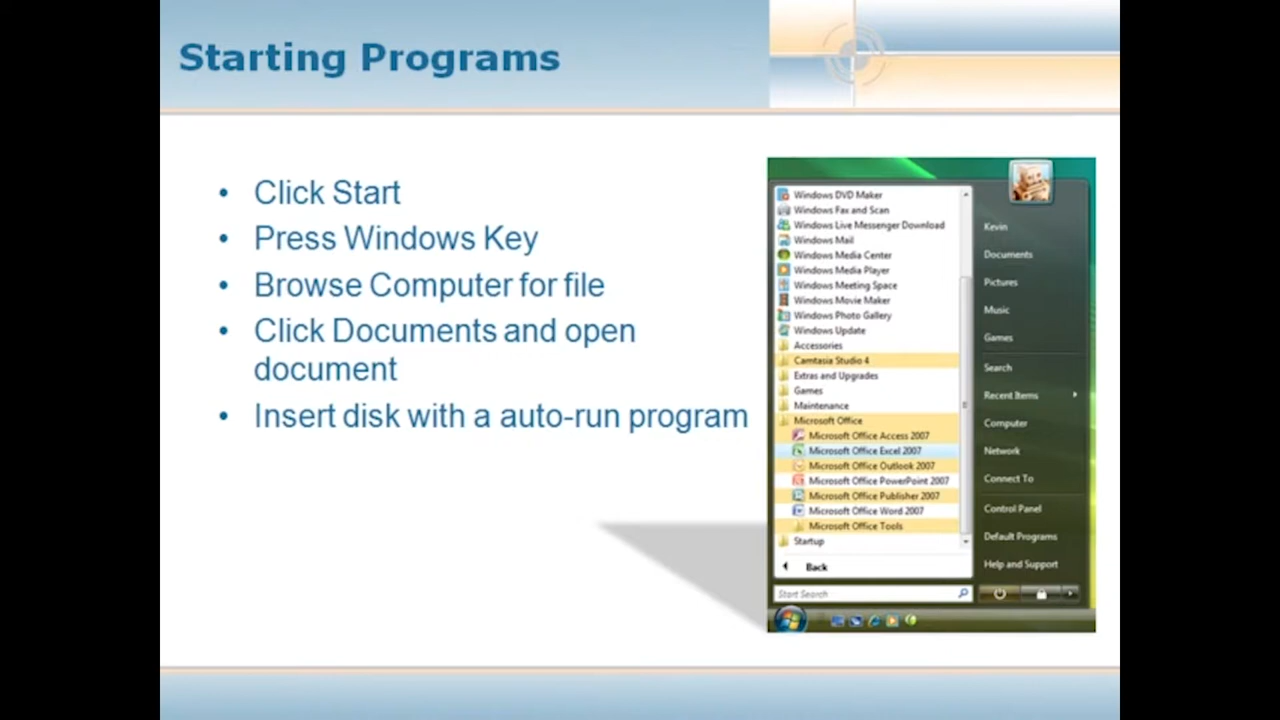 Starting Programs
• Click Start
• Press Windows Key
• Browse Computer for file
• Click Documents and open
document
• Insert disk with a auto-run program
Windows DVD Maker
Windows Fax and Scan
Windows Live Messenger Download
Windows Mail
Windows Media Center
Windows Media Player
Windows Meeting Space
Windows Movie Maker
Windows Photo Gallery
Windows Update
Accessories
Camtasia Studio 4
Extras and Upgrades
Games
Maintenance
Microsoft Office
Microsoft Office Access 2007
Microsoft Office Excel 2007
Microsoft Office Outlook 2007
Microsoft Office PowerPoint 2007
Microsoft Office Publisher 2007
Microsoft Office Word 2007
Microsoft Office Tools
Startup
Back
Start Search
Kevin
Documents
Pictures
Music
Games
Search
Recent Items
Computer
Network
Connect To
Control Panel
Default Programs
Help and Support